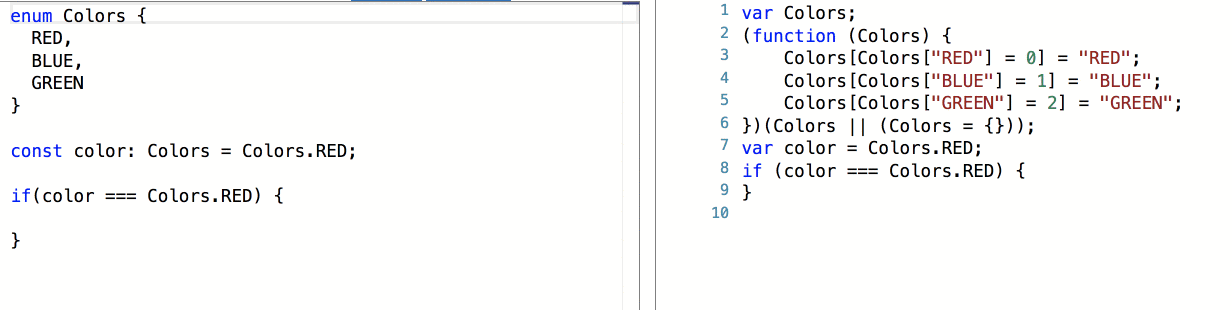 enum Colors {
RED,
BLUE,
GREEN
}
const color: Colors = Colors.RED;
if(color === Colors.RED) {
}
1 var Colors;
2 (function (Colors) {
3 Colors[Colors["RED"] = 0] = "RED";
4 Colors[Colors["BLUE"] = 1] = "BLUE";
5 Colors[Colors["GREEN"] = 2] = "GREEN";
6 })(Colors || (Colors = {}));
7 var color = Colors.RED;
8 if (color === Colors.RED) {
9 }
10